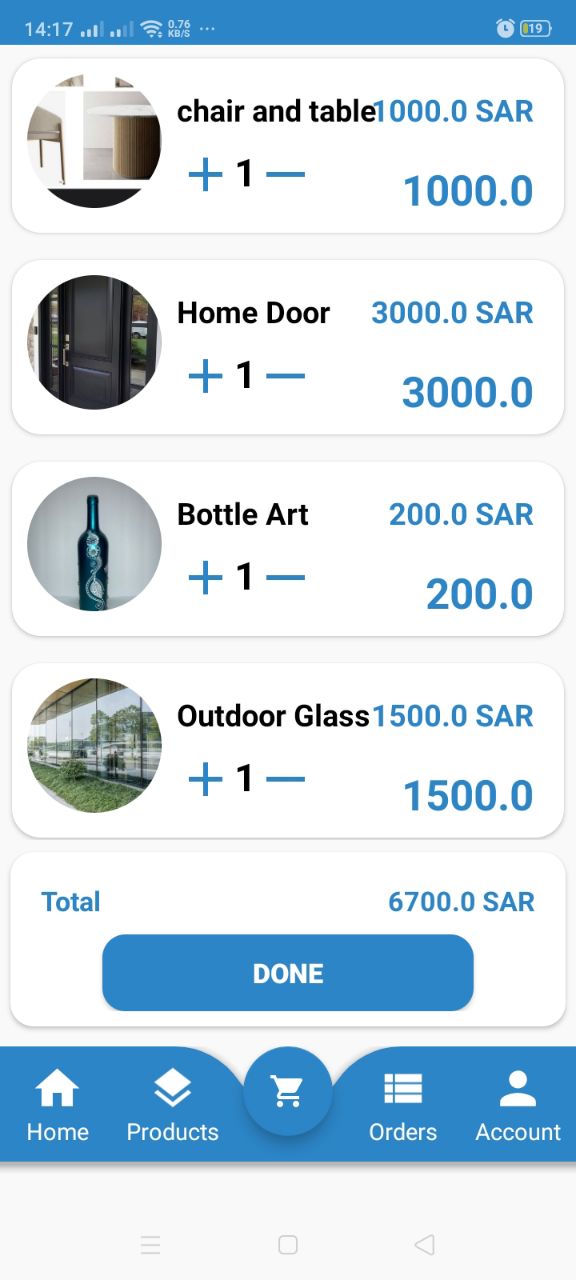 14:17 0.76 KB/S ... 19
chair and table 1000.0 SAR
1 1000.0
Home Door 3000.0 SAR
1 3000.0
Bottle Art 200.0 SAR
1 200.0
Outdoor Glass 1500.0 SAR
1 1500.0
Total 6700.0 SAR
DONE
Home Products Orders Account